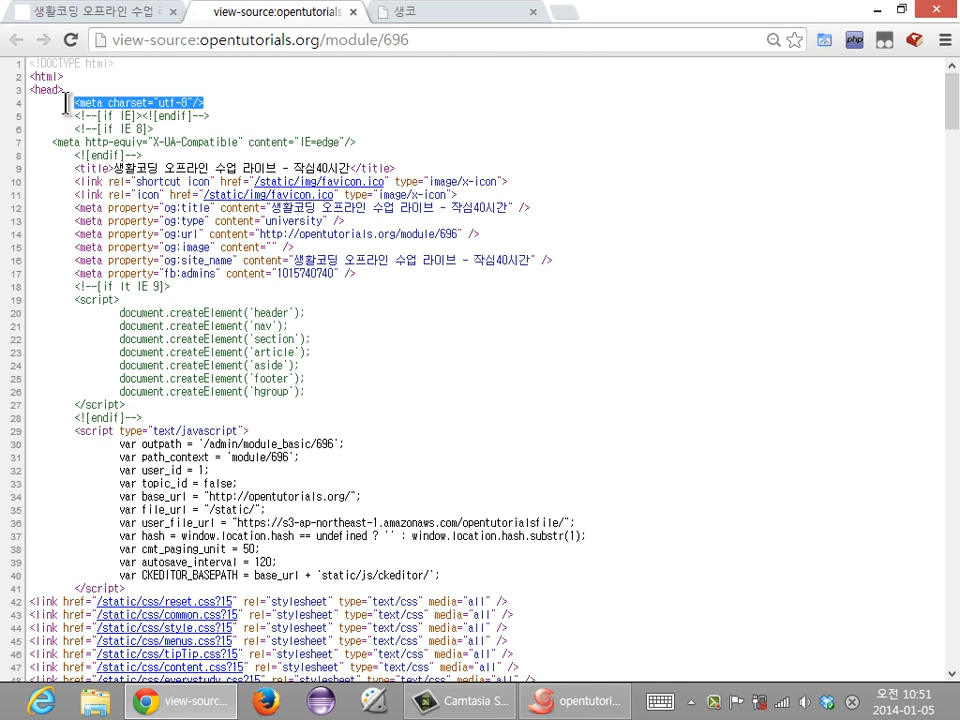 생활코딩 오프라인 수업 라
view-source:opentutorials
생코
view-source:opentutorials.org/module/696
php
1 <!DOCTYPE html>
2 <html>
3 <head>
4 <meta charset="utf-8"/>
5 <!--[if IE]><![endif]-->
6 <!--[if IE 8]>
7 <meta http-equiv="X-UA-Compatible" content="IE=edge"/>
8 <![endif]-->
9 <title>생활코딩 오프라인 수업 라이브 - 작심40시간</title>
10 <link rel="shortcut icon" href="/static/img/favicon.ico" type="image/x-icon">
11 <link rel="icon" href="/static/img/favicon.ico" type="image/x-icon">
12 <meta property="og:title" content="생활코딩 오프라인 수업 라이브 - 작심40시간" />
13 <meta property="og:type" content="university" />
14 <meta property="og:url" content="http://opentutorials.org/module/696" />
15 <meta property="og:image" content="" />
16 <meta property="og:site_name" content="생활코딩 오프라인 수업 라이브 - 작심40시간" />
17 <meta property="fb:admins" content="1015740740" />
18 <!--[if lt IE 9]>
19 <script>
20 document.createElement('header');
21 document.createElement('nav');
22 document.createElement('section');
23 document.createElement('article');
24 document.createElement('aside');
25 document.createElement('footer');
26 document.createElement('hgroup');
27 </script>
28 <![endif]-->
29 <script type="text/javascript">
30 var outpath = '/admin/module_basic/696';
31 var path_context = 'module/696';
32 var user_id = 1;
33 var topic_id = false;
34 var base_url = "http://opentutorials.org/";
35 var file_url = "/static/";
36 var user_file_url = "https://s3-ap-northeast-1.amazonaws.com/opentutorialsfile/";
37 var hash = window.location.hash == undefined ? '' : window.location.hash.substr(1);
38 var cmt_paging_unit = 50;
39 var autosave_interval = 120;
40 var CKEDITOR_BASEPATH = base_url + 'static/js/ckeditor/';
41 </script>
42 <link href="/static/css/reset.css?15" rel="stylesheet" type="text/css" media="all" />
43 <link href="/static/css/common.css?15" rel="stylesheet" type="text/css" media="all" />
44 <link href="/static/css/style.css?15" rel="stylesheet" type="text/css" media="all" />
45 <link href="/static/css/menus.css?15" rel="stylesheet" type="text/css" media="all" />
46 <link href="/static/css/tipTip.css?15" rel="stylesheet" type="text/css" media="all" />
47 <link href="/static/css/content.css?15" rel="stylesheet" type="text/css" media="all" />
<link href="/static/css/everystudy.css?15" rel="stylesheet" type="text/css" media="all" />
view-sourc...
Camtasia S...
opentutori...
오전 10:51
2014-01-05